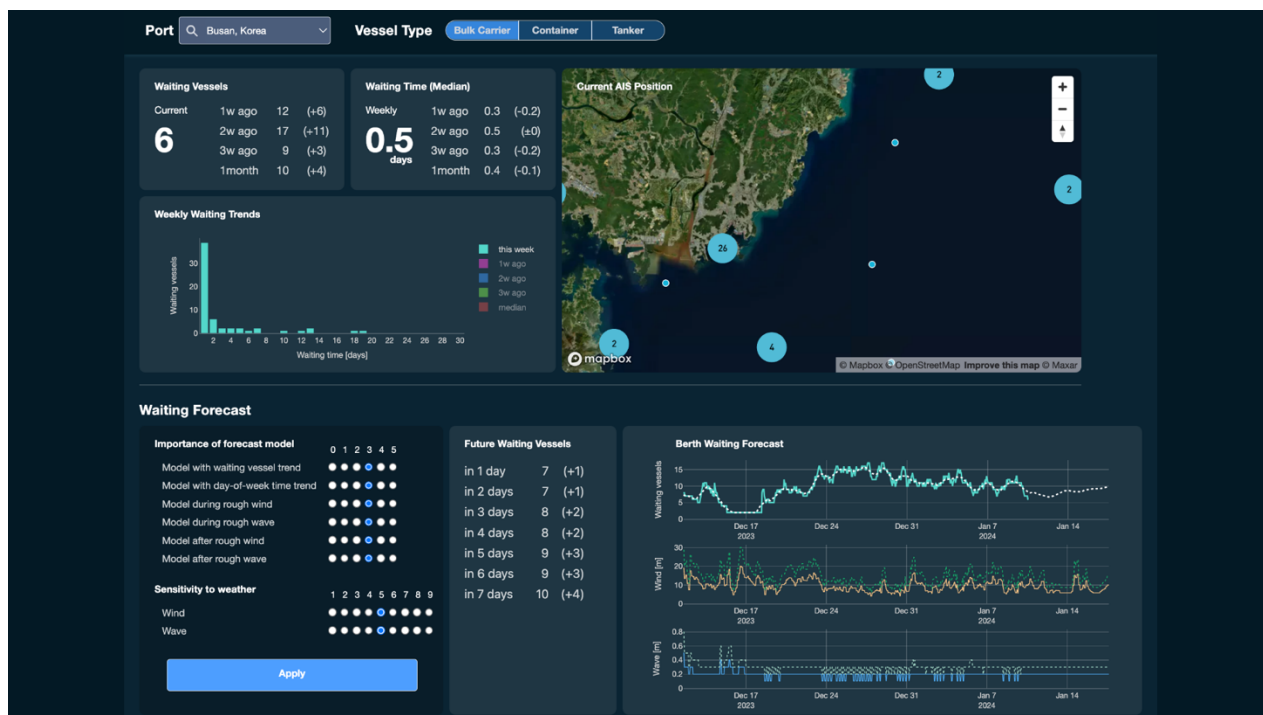 Port Busan, Korea Vessel Type Bulk Carrier Container Tanker
Waiting Vessels
Current
6
1w ago 12 (+6)
2w ago 17 (+11)
3w ago 9 (+3)
1month 10 (+4)
Waiting Time (Median)
Weekly
0.5
days
1w ago 0.3 (-0.2)
2w ago 0.5 (±0)
3w ago 0.3 (-0.2)
1month 0.4 (-0.1)
Current AIS Position
2
2
26
2
4
mapbox
© Mapbox © OpenStreetMap Improve this map © Maxar
Weekly Waiting Trends
Waiting vessels
30
20
10
0
2 4 6 8 10 12 14 16 18 20 22 24 26 28 30
Waiting time [days]
this week
1w ago
2w ago
3w ago
median
Waiting Forecast
Importance of forecast model
0 1 2 3 4 5
Model with waiting vessel trend
Model with day-of-week time trend
Model during rough wind
Model during rough wave
Model after rough wind
Model after rough wave
Sensitivity to weather
1 2 3 4 5 6 7 8 9
Wind
Wave
Apply
Future Waiting Vessels
in 1 day 7 (+1)
in 2 days 7 (+1)
in 3 days 8 (+2)
in 4 days 8 (+2)
in 5 days 9 (+3)
in 6 days 9 (+3)
in 7 days 10 (+4)
Berth Waiting Forecast
Waiting vessels
15
10
5
0
Dec 17 Dec 24 Dec 31 Jan 7 Jan 14
2023 2024
Wind [m]
30
20
10
0
Dec 17 Dec 24 Dec 31 Jan 7 Jan 14
2023 2024
Wave [m]
0.8
0.6
0.4
0.2
0
Dec 17 Dec 24 Dec 31 Jan 7 Jan 14
2023 2024